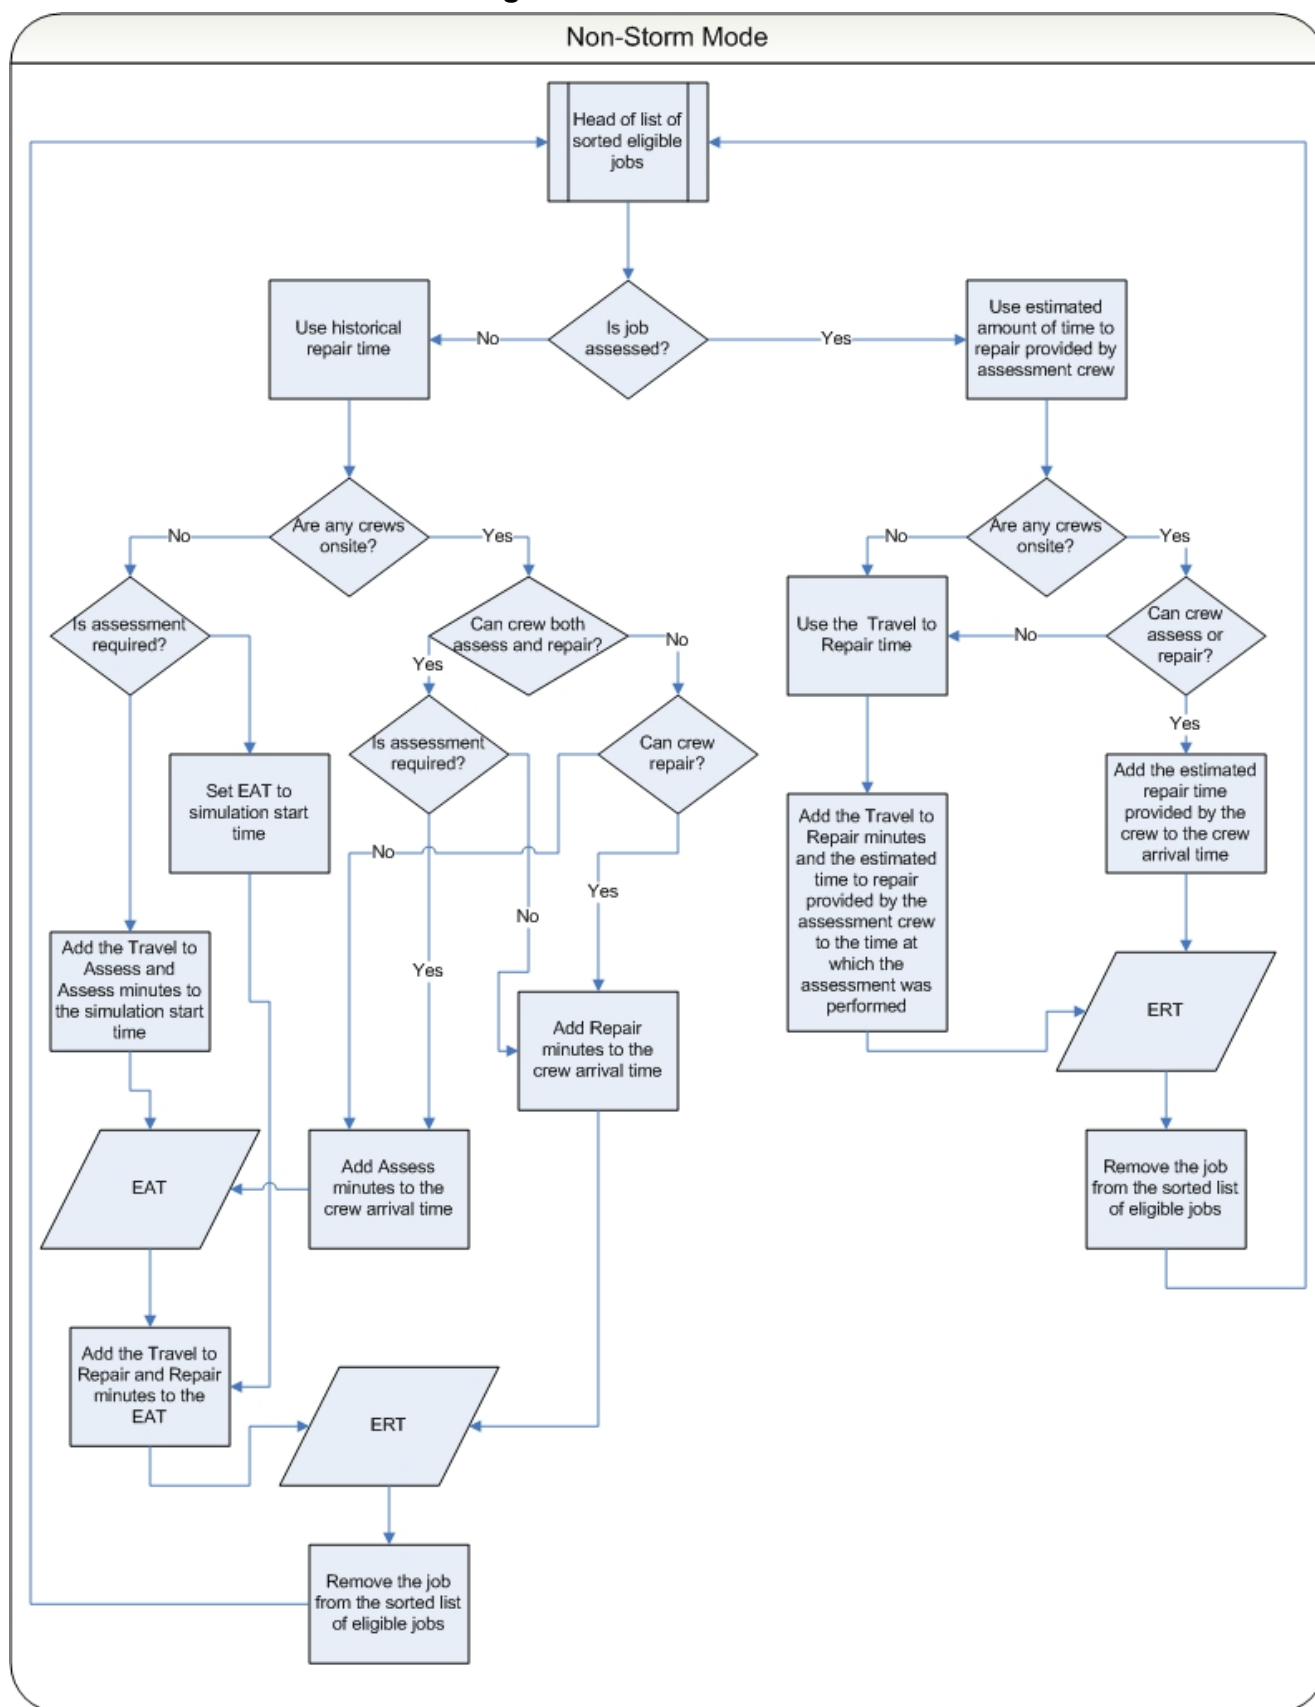 Non-Storm Mode
Head of list of
sorted eligible
jobs
Use historical
repair time
No
Is job
assessed?
Yes
Use estimated
amount of time to
repair provided by
assessment crew
No
Are any crews
onsite?
Yes
No
Are any crews
onsite?
Yes
Is assessment
required?
Can crew both
assess and repair?
Yes
No
Use the Travel to
Repair time
No
Can crew
assess or
repair?
Yes
Set EAT to
simulation start
time
Is assessment
required?
Can crew
repair?
Add the estimated
repair time
provided by the
crew to the crew
arrival time
No
Yes
No
Yes
Add the Travel to
Repair minutes
and the estimated
time to repair
provided by the
assessment crew
to the time at
which the
assessment was
performed
Add the Travel to
Assess and
Assess minutes to
the simulation start
time
Add Repair
minutes to the
crew arrival time
ERT
EAT
Add Assess
minutes to the
crew arrival time
Remove the job
from the sorted list
of eligible jobs
Add the Travel to
Repair and Repair
minutes to the
EAT
ERT
Remove the job
from the sorted list
of eligible jobs